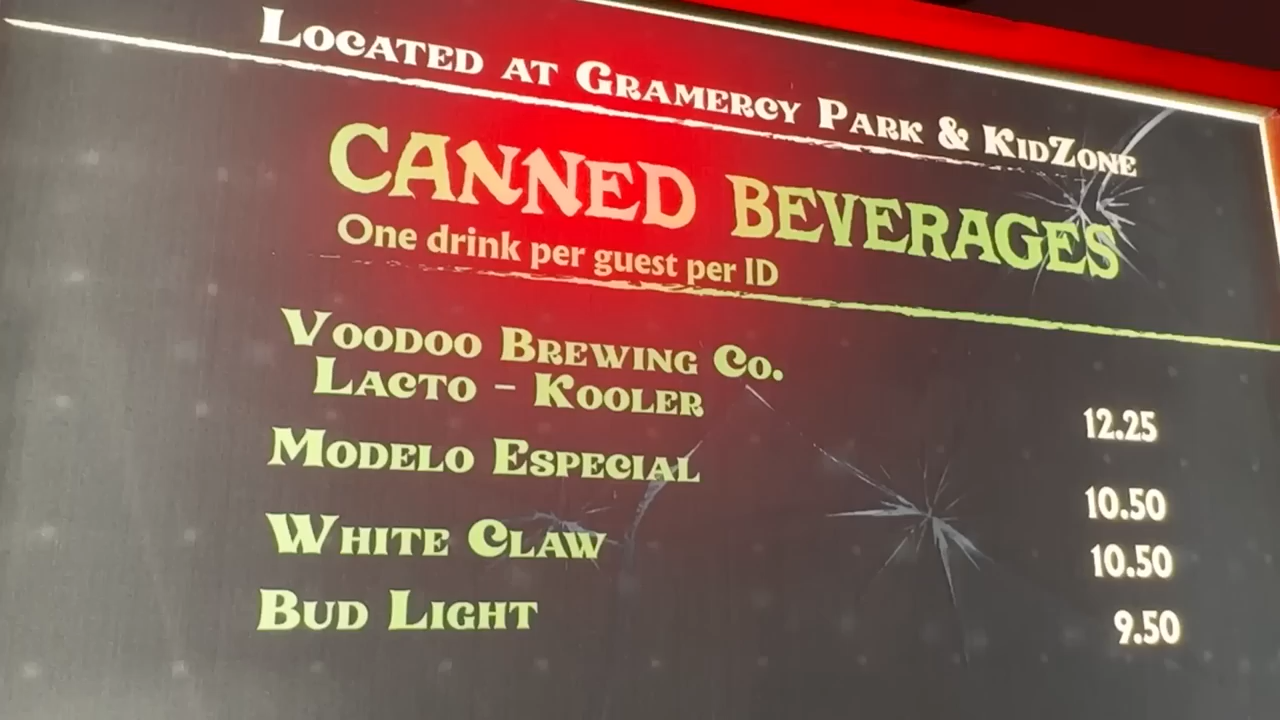 Located at Gramercy Park & KidZone
CANNED BEVERAGES
One drink per guest per ID
Voodoo Brewing Co.
Lacto - Kooler 12.25
Modelo Especial 10.50
White Claw 10.50
Bud Light 9.50